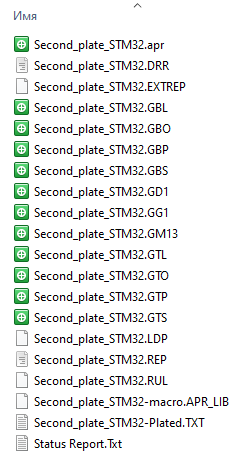 Имя
Second_plate_STM32.apr
Second_plate_STM32.DRR
Second_plate_STM32.EXTREP
Second_plate_STM32.GBL
Second_plate_STM32.GBO
Second_plate_STM32.GBP
Second_plate_STM32.GBS
Second_plate_STM32.GD1
Second_plate_STM32.GG1
Second_plate_STM32.GM13
Second_plate_STM32.GTL
Second_plate_STM32.GTO
Second_plate_STM32.GTP
Second_plate_STM32.GTS
Second_plate_STM32.LDP
Second_plate_STM32.REP
Second_plate_STM32.RUL
Second_plate_STM32-macro.APR_LIB
Second_plate_STM32-Plated.TXT
Status Report.Txt